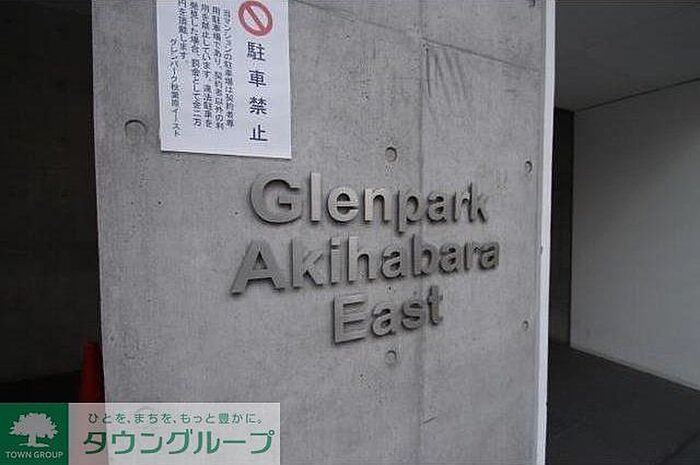 駐車禁止
当マンションの駐車場は契約者専
用駐車場であり、契約者以外の利
用を禁止しています。違法駐車を
発見した場合、罰金として金二万
円を頂戴します。
グレンパーク秋葉原イースト
Glenpark
Akihabara
East
TOWN GROUP
ひとを、まちを、もっと豊かに。
タウングループ